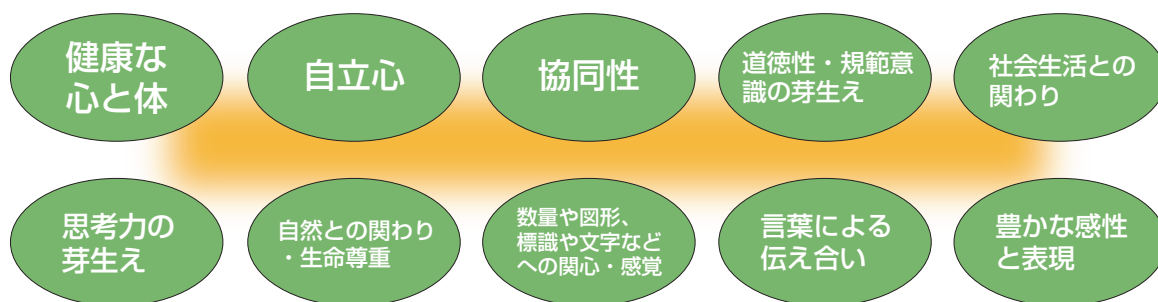 健康な
心と体
自立心
協同性
道徳性・規範意
識の芽生え
社会生活との
関わり
思考力の
芽生え
自然との関わり
・生命尊重
数量や図形、
標識や文字など
への関心・感覚
言葉による
伝え合い
豊かな感性
と表現